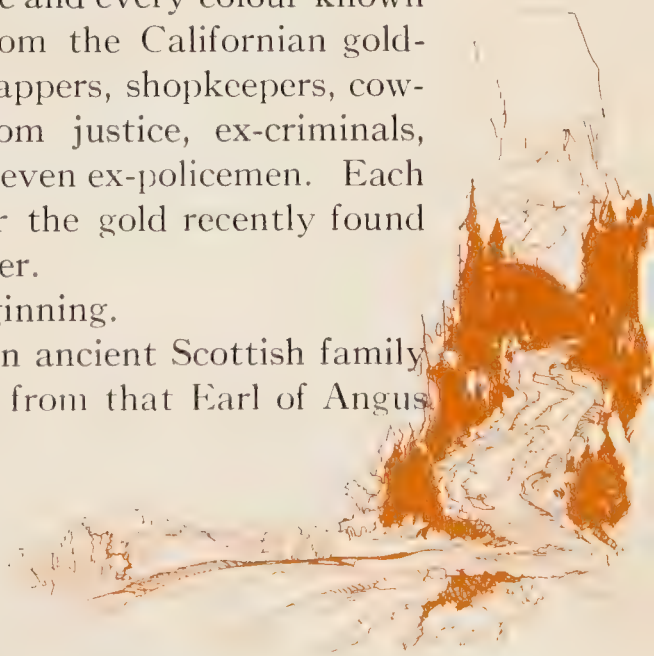 and every colour known
om the Californian gold-
appers, shopkeepers, cow-
om justice, ex-criminals,
even ex-policemen. Each
r the gold recently found
er.
ginning.
n ancient Scottish family
from that Earl of Angus